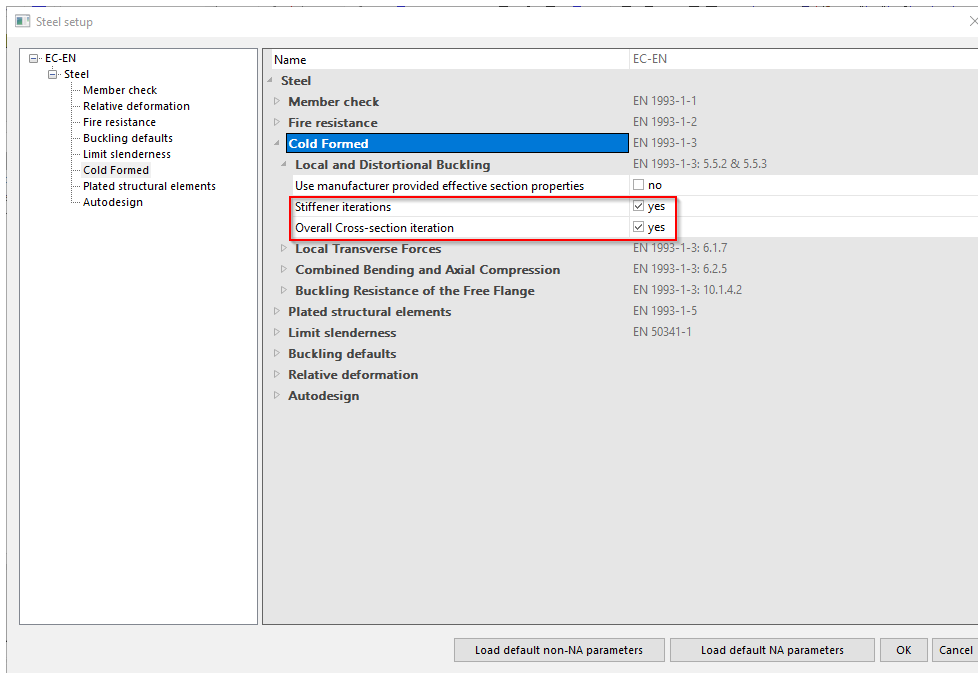 Steel setup
EC-EN
Steel
Member check
Relative deformation
Fire resistance
Buckling defaults
Limit slenderness
Cold Formed
Plated structural elements
Autodesign
Name EC-EN
Steel
Member check EN 1993-1-1
Fire resistance EN 1993-1-2
Cold Formed EN 1993-1-3
Local and Distortional Buckling EN 1993-1-3: 5.5.2 & 5.5.3
Use manufacturer provided effective section properties no
Stiffener iterations yes
Overall Cross-section iteration yes
Local Transverse Forces EN 1993-1-3: 6.1.7
Combined Bending and Axial Compression EN 1993-1-3: 6.2.5
Buckling Resistance of the Free Flange EN 1993-1-3: 10.1.4.2
Plated structural elements EN 1993-1-5
Limit slenderness EN 50341-1
Buckling defaults
Relative deformation
Autodesign
Load default non-NA parameters Load default NA parameters OK Cancel